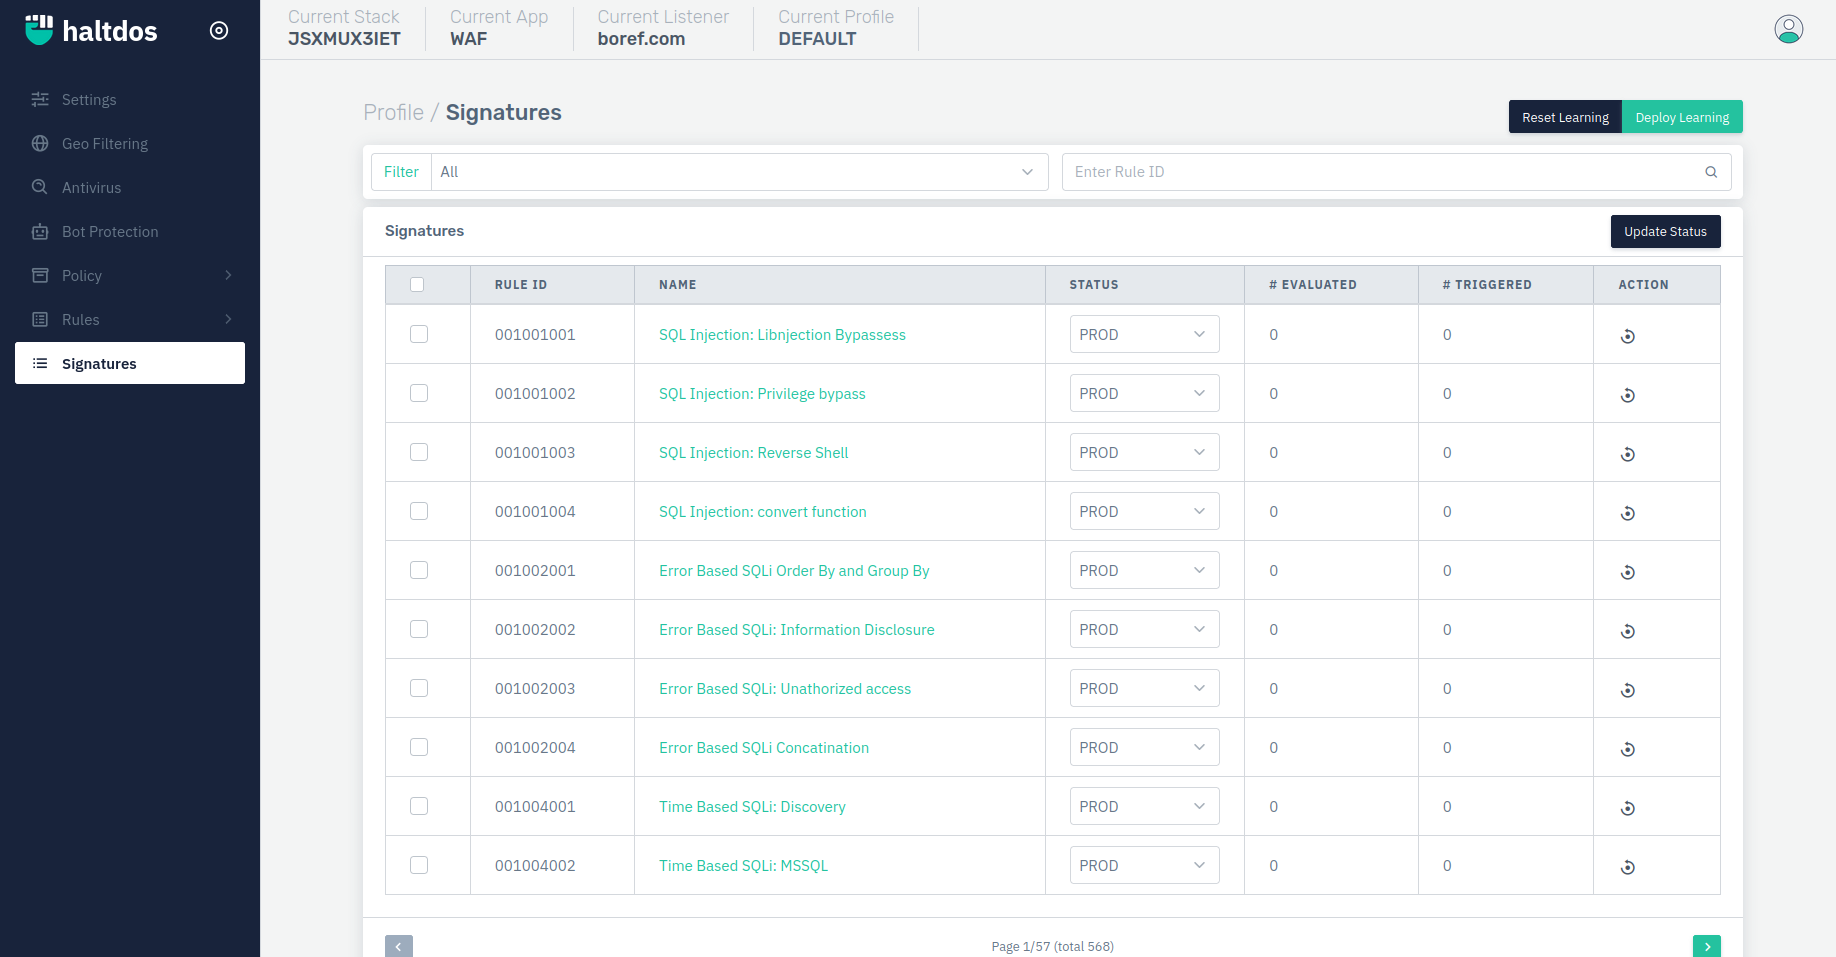 haltdos
Current Stack
JSXMUX3IET
Current App
WAF
Current Listener
boref.com
Current Profile
DEFAULT
Settings
Geo Filtering
Antivirus
Bot Protection
Policy
Rules
Signatures
Profile / Signatures
Reset Learning
Deploy Learning
Filter All
Enter Rule ID
Signatures
Update Status
RULE ID NAME STATUS # EVALUATED # TRIGGERED ACTION
001001001 SQL Injection: Libnjection Bypassess PROD 0 0
001001002 SQL Injection: Privilege bypass PROD 0 0
001001003 SQL Injection: Reverse Shell PROD 0 0
001001004 SQL Injection: convert function PROD 0 0
001002001 Error Based SQLi Order By and Group By PROD 0 0
001002002 Error Based SQLi: Information Disclosure PROD 0 0
001002003 Error Based SQLi: Unathorized access PROD 0 0
001002004 Error Based SQLi Concatination PROD 0 0
001004001 Time Based SQLi: Discovery PROD 0 0
001004002 Time Based SQLi: MSSQL PROD 0 0
Page 1/57 (total 568)